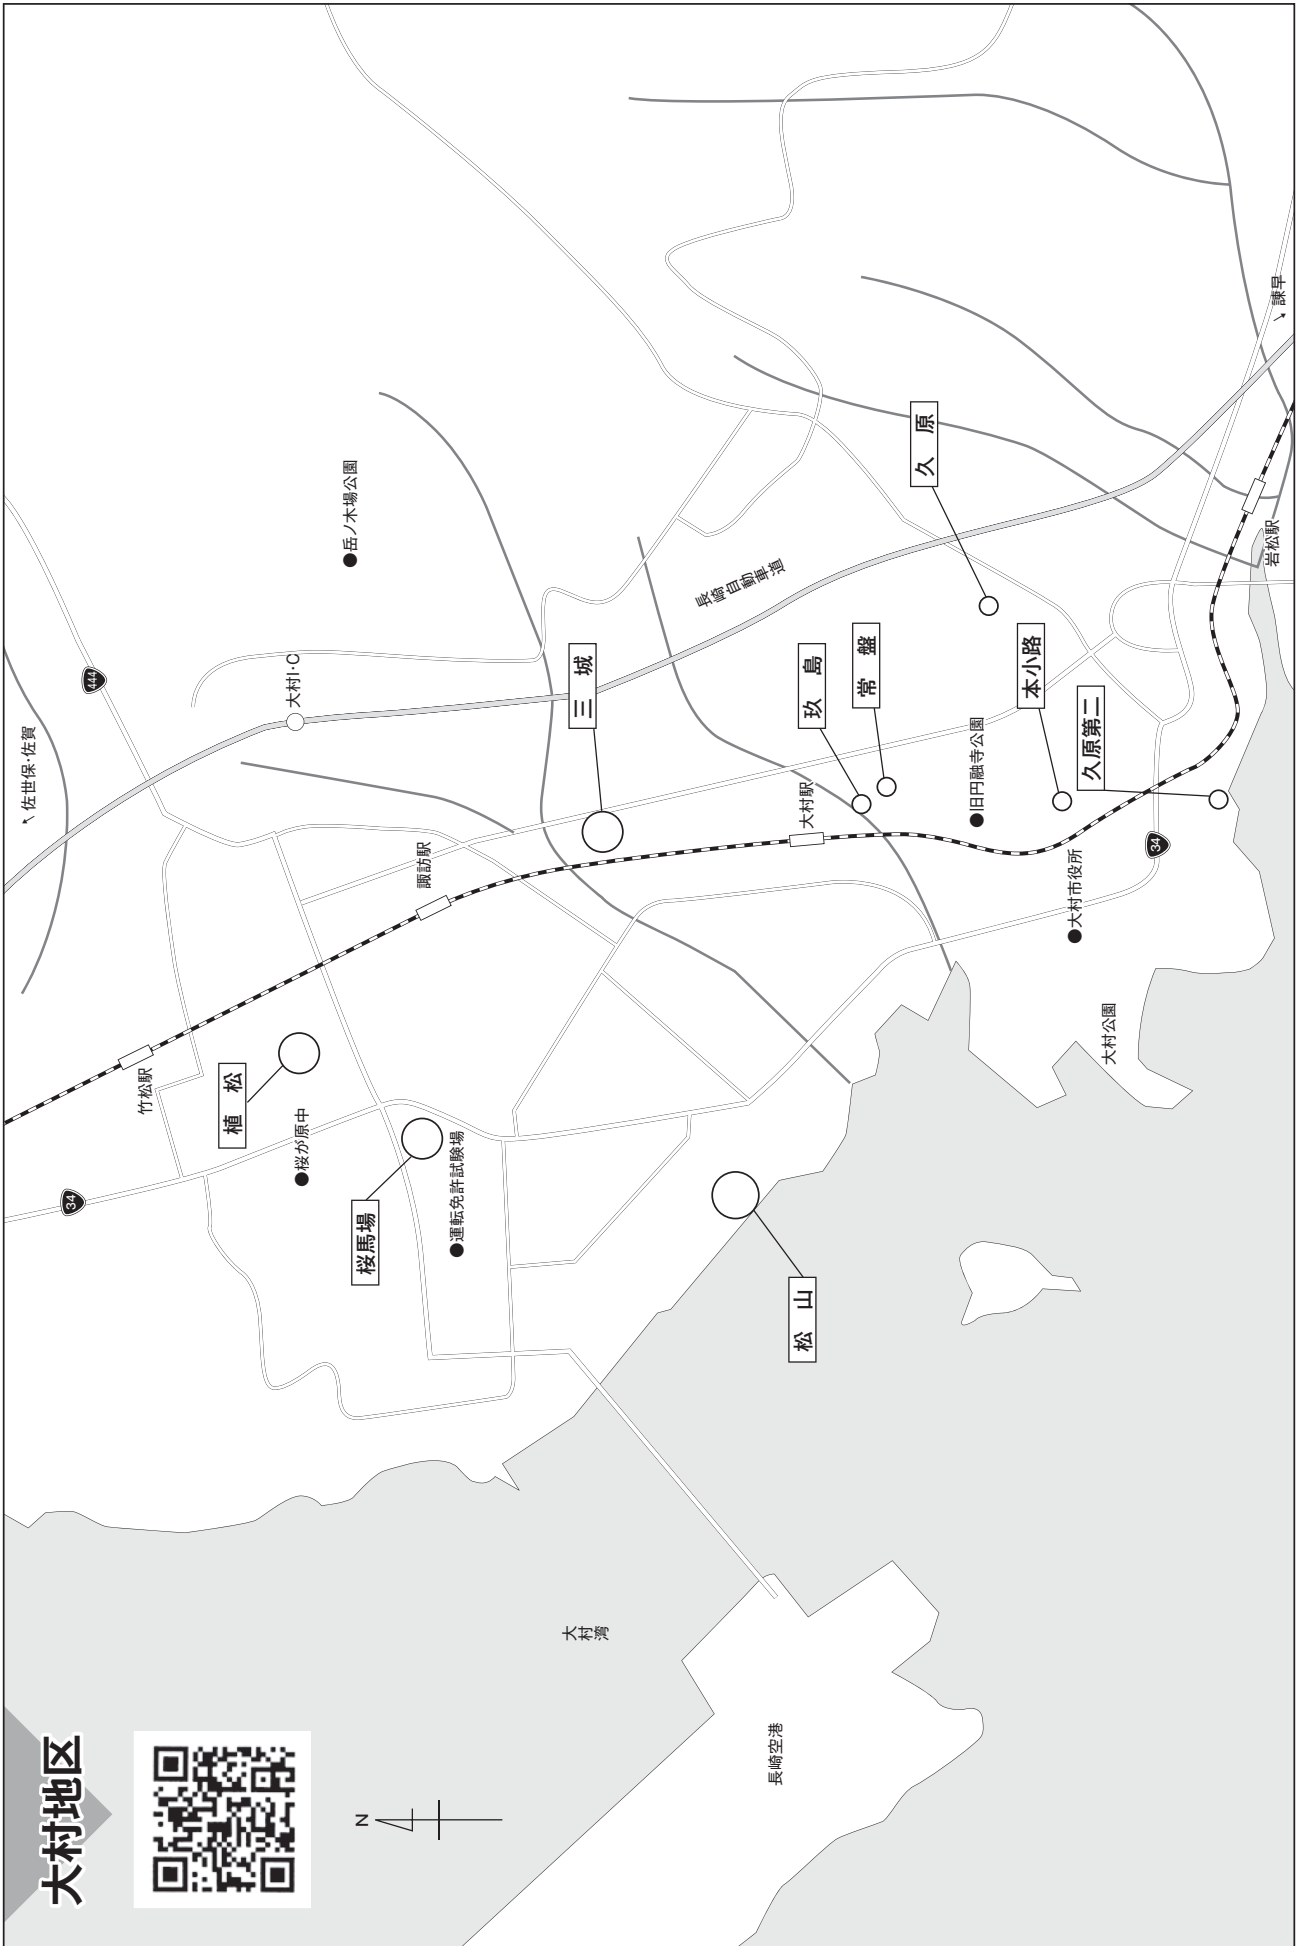 大村地区
N
↖佐世保・佐賀
444
34
竹松駅
植　松
桜が原中
桜馬場
運転免許試験場
諏訪駅
大村I・C
岳ノ木場公園
三　城
長崎自動車道
玖　島
常　盤
大村駅
久　原
旧円融寺公園
本小路
久原第二
34
大村市役所
大村公園
岩松駅
↘諫早
松　山
大村湾
長崎空港